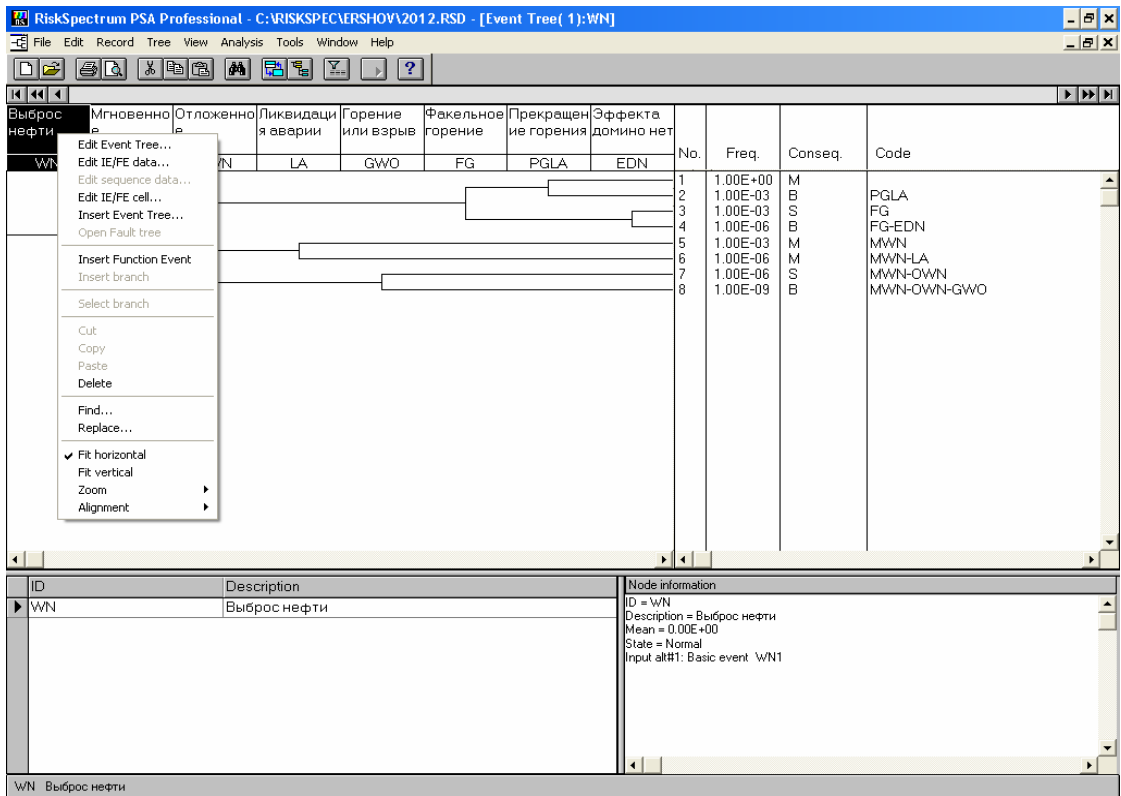 RiskSpectrum PSA Professional - C:\RISKSPEC\ERSHOV\2012.RSD - [Event Tree( 1):WN]
File Edit Record Tree View Analysis Tools Window Help
Выброс нефти
Мгновенно е
Отложенно е
Ликвидаци я аварии
Горение или взрыв
Факельное горение
Прекращен ие горения
Эффекта домино нет
No. Freq. Conseq. Code
WN LA GWO FG PGLA EDN
1 1.00E+00 M
2 1.00E-03 B PGLA
3 1.00E-03 S FG
4 1.00E-06 B FG-EDN
5 1.00E-03 M MWN
6 1.00E-06 M MWN-LA
7 1.00E-06 S MWN-OWN
8 1.00E-09 B MWN-OWN-GWO
Edit Event Tree...
Edit IE/FE data...
Edit sequence data...
Edit IE/FE cell...
Insert Event Tree...
Open Fault tree
Insert Function Event
Insert branch
Select branch
Cut
Copy
Paste
Delete
Find...
Replace...
Fit horizontal
Fit vertical
Zoom
Alignment
ID Description
WN Выброс нефти
Node information
ID = WN
Description = Выброс нефти
Mean = 0.00E+00
State = Normal
Input alt#1: Basic event WN1
WN Выброс нефти